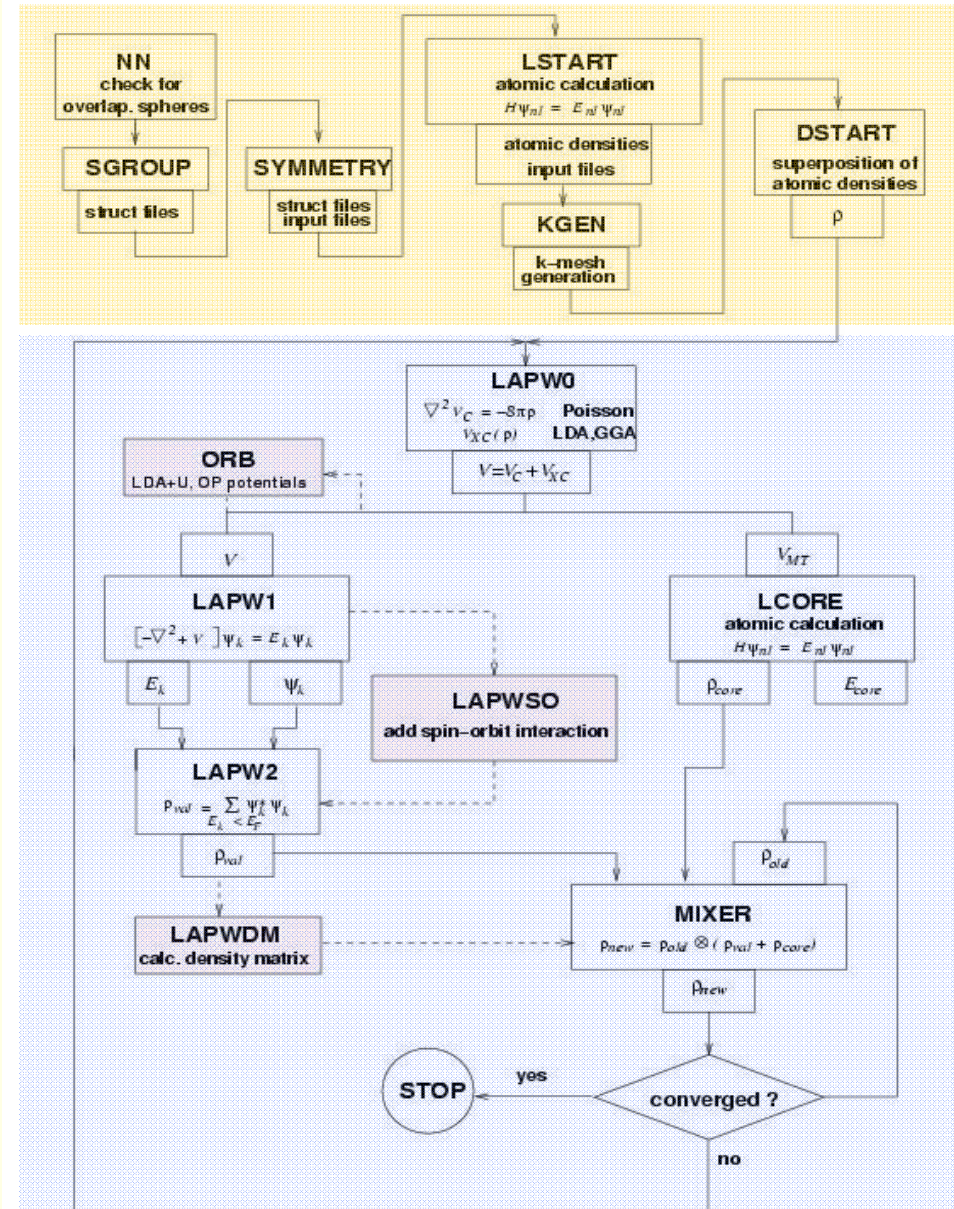 NN
check for
overlap. spheres
SGROUP
struct files
SYMMETRY
struct files
input files
LSTART
atomic calculation
Hψnl = Enl ψnl
atomic densities
input files
KGEN
k–mesh
generation
DSTART
superposition of
atomic densities
ρ
LAPW0
∇²VC = –8πρ Poisson
VXC(ρ) LDA,GGA
V=VC+VXC
ORB
LDA+U, OP potentials
V
LAPW1
[–∇²+V]ψk = Ek ψk
Ek
ψk
VMT
LCORE
atomic calculation
Hψnl = Enl ψnl
ρcore
Ecore
LAPWSO
add spin–orbit interaction
LAPW2
ρval = Σ ψk* ψk
Ek < EF
ρval
LAPWDM
calc. density matrix
ρold
MIXER
ρnew = ρold ⊗ (ρval + ρcore)
ρnew
STOP
yes
converged ?
no